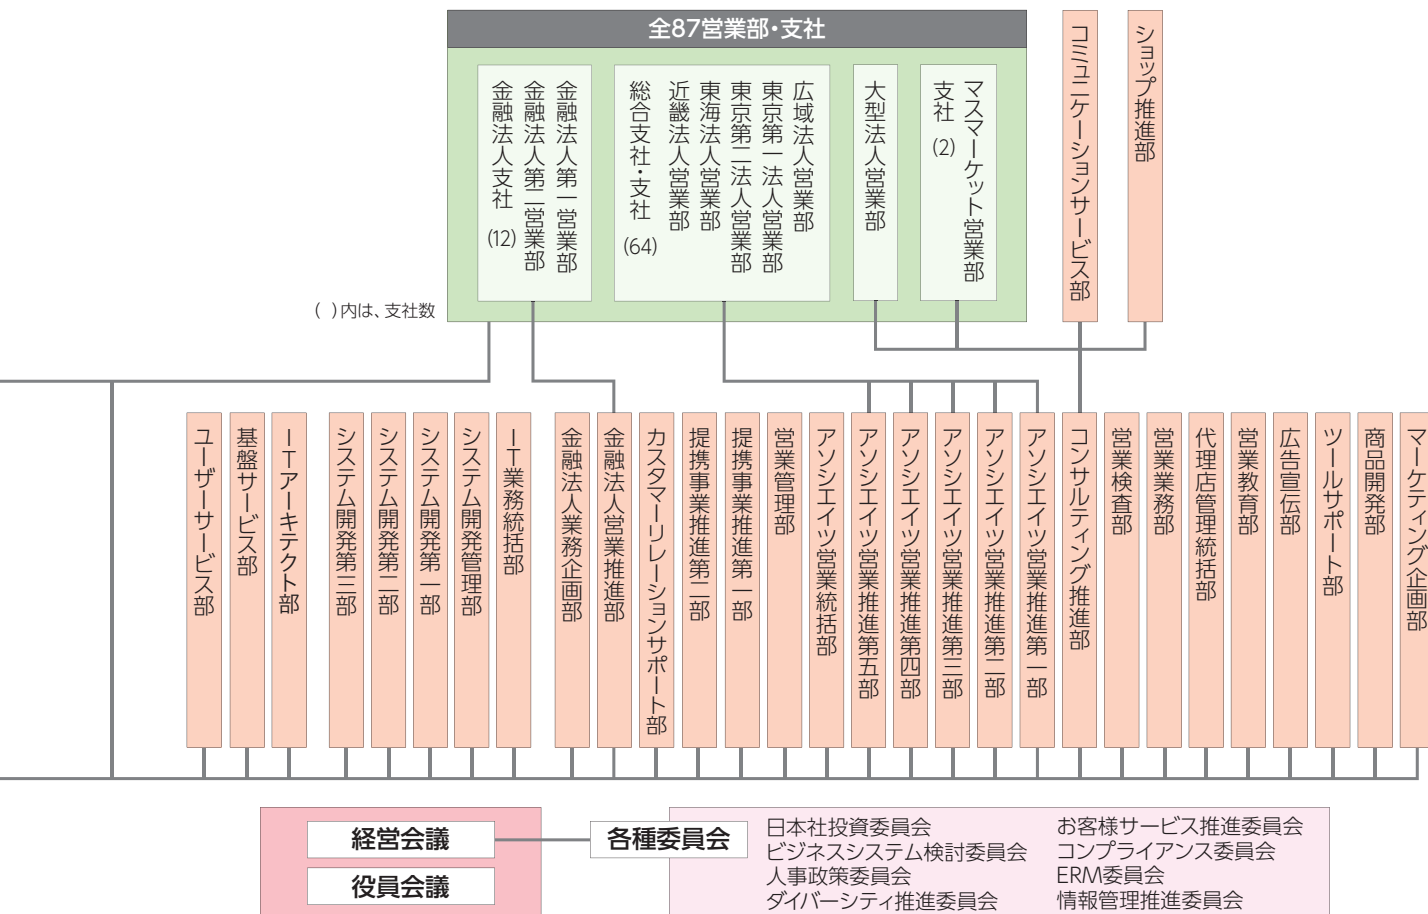 全87営業部・支社
ショップ推進部
コミュニケーションサービス部
マスマーケット営業部
支社 (2)
大型法人営業部
広域法人営業部
東京第一法人営業部
東京第二法人営業部
東海法人営業部
近畿法人営業部
総合支社・支社 (64)
金融法人第一営業部
金融法人第二営業部
金融法人支社 (12)
( )内は、支社数
マーケティング企画部
商品開発部
ツールサポート部
広告宣伝部
営業教育部
代理店管理統括部
営業業務部
営業検査部
コンサルティング推進部
アソシエイツ営業推進第一部
アソシエイツ営業推進第二部
アソシエイツ営業推進第三部
アソシエイツ営業推進第四部
アソシエイツ営業推進第五部
アソシエイツ営業統括部
営業管理部
提携事業推進第一部
提携事業推進第二部
カスタマーリレーションサポート部
金融法人営業推進部
金融法人業務企画部
IT業務統括部
システム開発管理部
システム開発第一部
システム開発第二部
システム開発第三部
ITアーキテクト部
基盤サービス部
ユーザーサービス部
経営会議
役員会議
各種委員会
日本社投資委員会
ビジネスシステム検討委員会
人事政策委員会
ダイバーシティ推進委員会
お客様サービス推進委員会
コンプライアンス委員会
ERM委員会
情報管理推進委員会